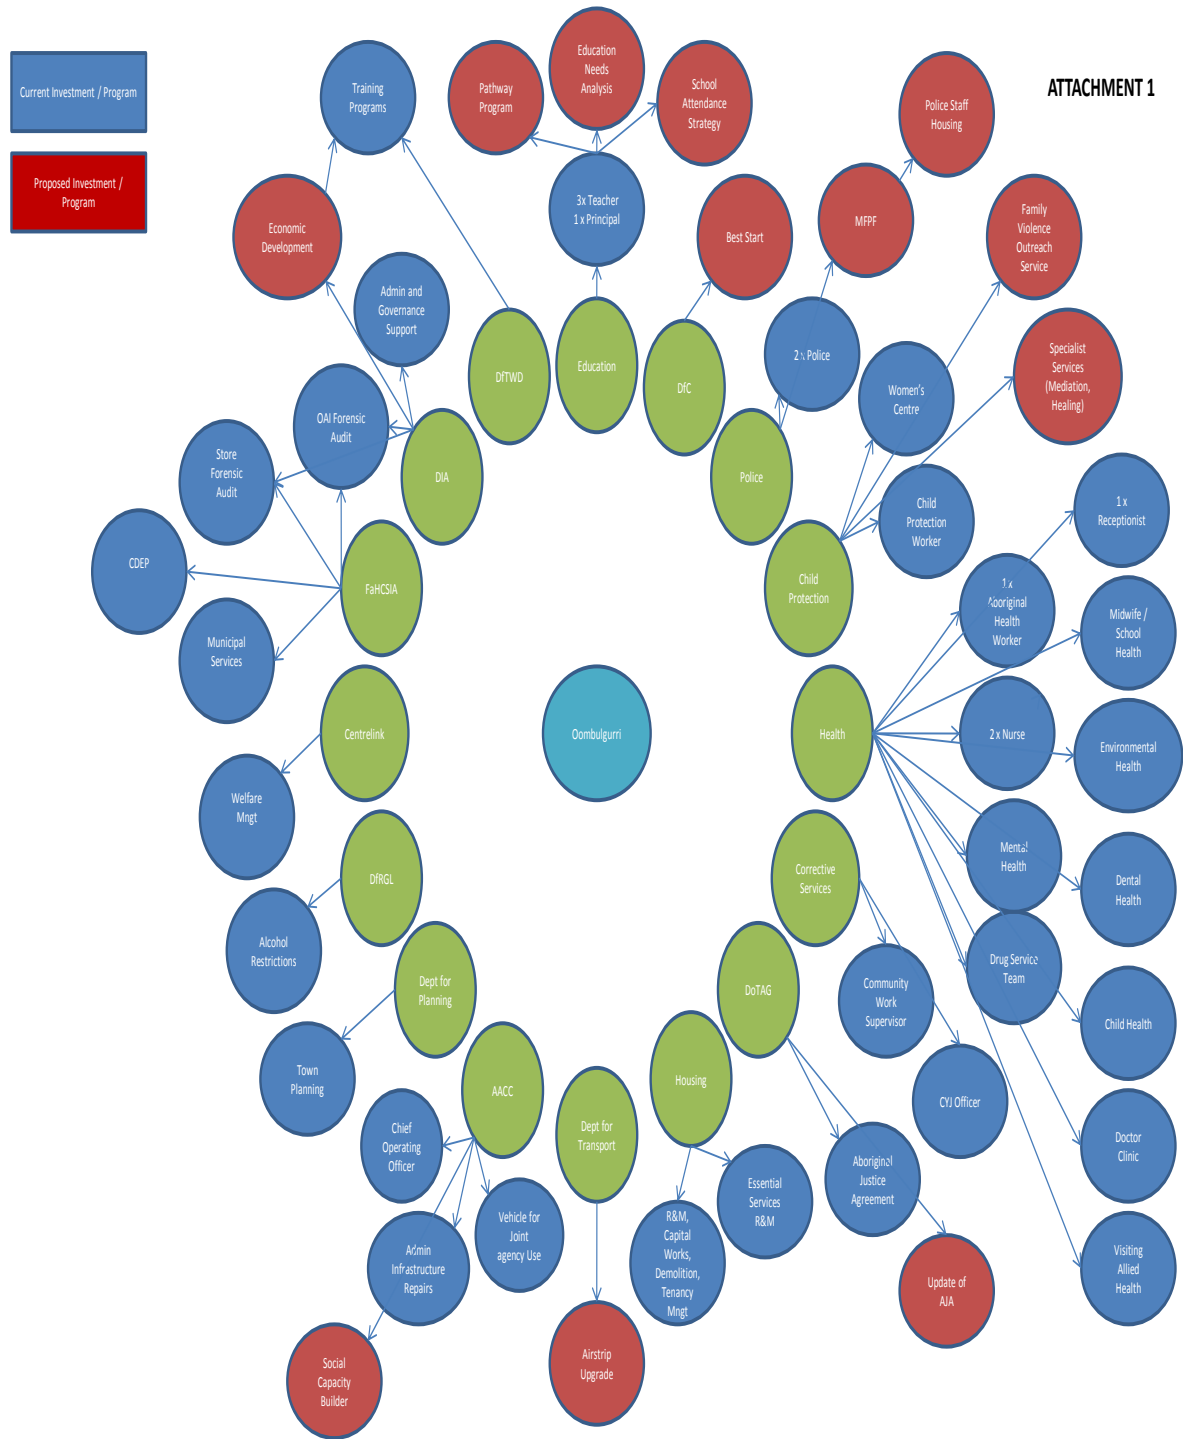 Current Investment / Program
Proposed Investment /
Program
ATTACHMENT 1
Training
Programs
Pathway
Program
Education
Needs
Analysis
School
Attendance
Strategy
Police Staff
Housing
3x Teacher
1 x Principal
Economic
Development
Best Start
MFPF
Family
Violence
Outreach
Service
Admin and
Governance
Support
DfTWD
Education
DfC
2 x Police
Women's
Centre
Specialist
Services
(Mediation,
Healing)
OAI Forensic
Audit
Store
Forensic
Audit
DIA
Police
Child
Protection
Worker
1 x
Receptionist
CDEP
FaHCSIA
Child
Protection
1 x
Aboriginal
Health
Worker
Midwife /
School
Health
Municipal
Services
Centrelink
Oombulgurri
Health
2 x Nurse
Environmental
Health
Welfare
Mngt
DfRGL
Corrective
Services
Mental
Health
Dental
Health
Alcohol
Restrictions
Dept for
Planning
DoTAG
Community
Work
Supervisor
Drug Service
Team
Child Health
Town
Planning
AACC
Dept for
Transport
Housing
CYJ Officer
Chief
Operating
Officer
Vehicle for
Joint
agency Use
Essential
Services
R&M
Aboriginal
Justice
Agreement
Doctor
Clinic
Admin
Infrastructure
Repairs
R&M,
Capital
Works,
Demolition,
Tenancy
Mngt
Update of
AJA
Visiting
Allied
Health
Social
Capacity
Builder
Airstrip
Upgrade